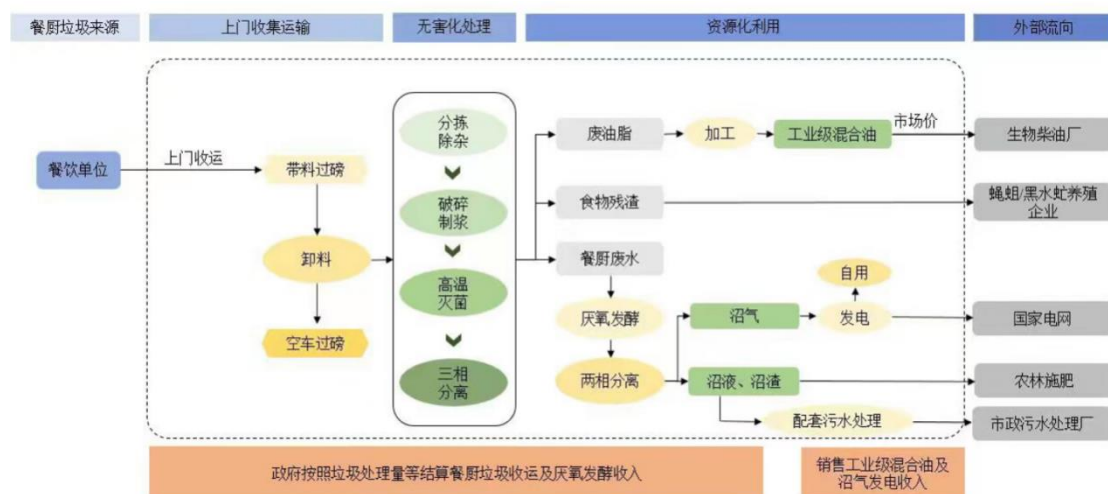 餐厨垃圾来源
上门收集运输
无害化处理
资源化利用
外部流向
餐饮单位
上门收运
带料过磅
卸料
空车过磅
分拣
除杂
破碎
制浆
高温
灭菌
三相
分离
废油脂
加工
工业级混合油
市场价
生物柴油厂
食物残渣
蝇蛆/黑水虻养殖
企业
餐厨废水
厌氧发酵
两相分离
沼气
发电
自用
国家电网
沼液、沼渣
农林施肥
配套污水处理
市政污水处理厂
政府按照垃圾处理量等结算餐厨垃圾收运及厌氧发酵收入
销售工业级混合油及
沼气发电收入